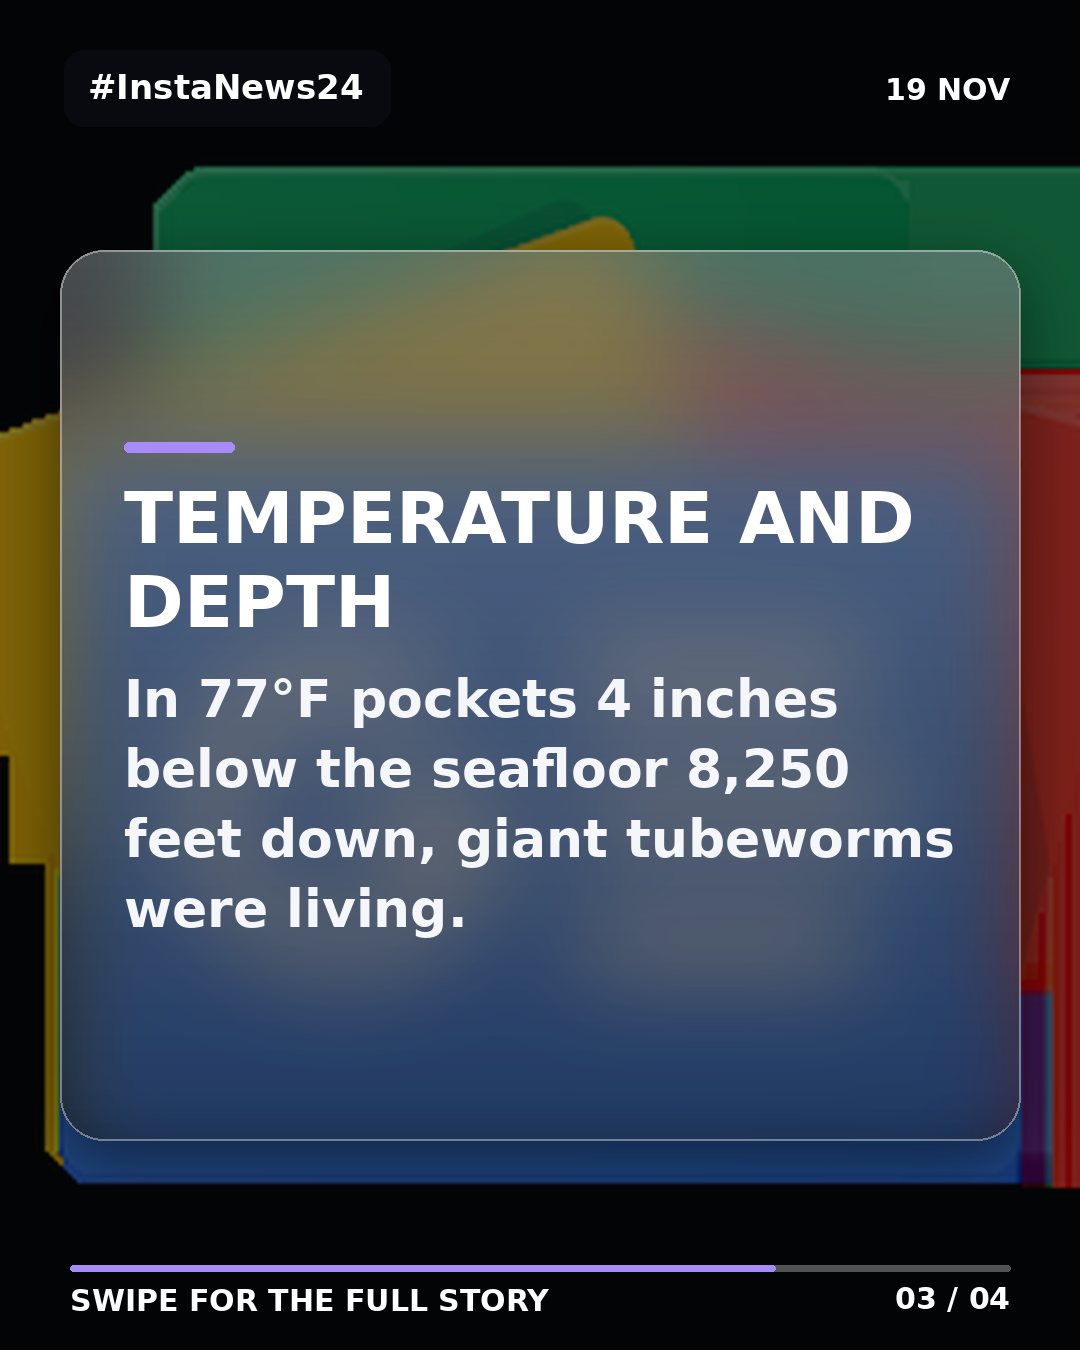 #InstaNews24
19 NOV
TEMPERATURE AND
DEPTH
In 77°F pockets 4 inches
below the seafloor 8,250
feet down, giant tubeworms
were living.
SWIPE FOR THE FULL STORY
03 / 04